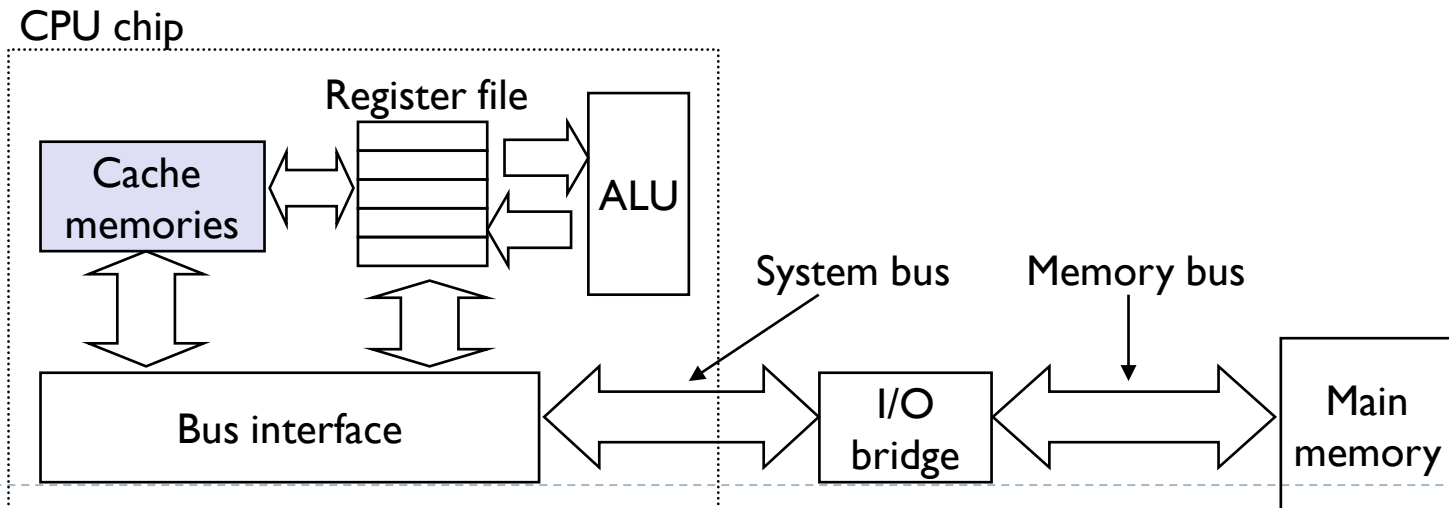 CPU chip
Register file
Cache
memories
ALU
System bus
Memory bus
Bus interface
I/O
bridge
Main
memory